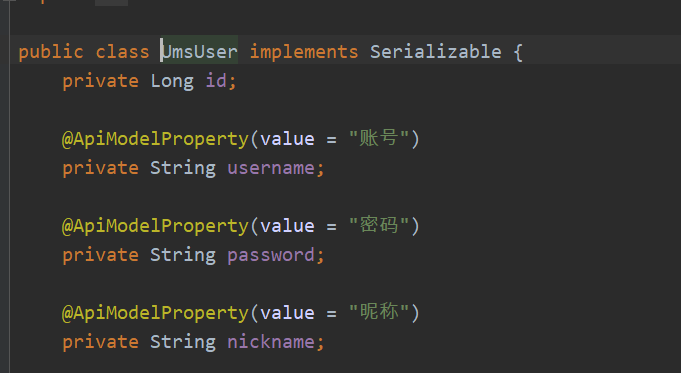 public class UmsUser implements Serializable {
private Long id;
@ApiModelProperty(value = "账号")
private String username;
@ApiModelProperty(value = "密码")
private String password;
@ApiModelProperty(value = "昵称")
private String nickname;